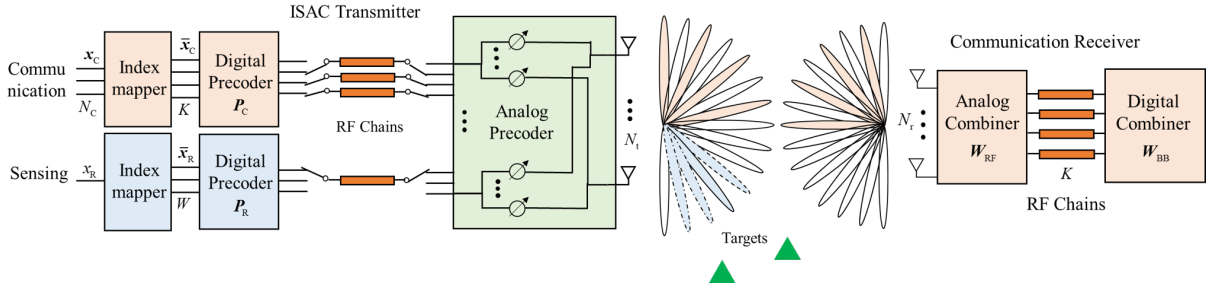 ISAC Transmitter
x_C
x̄_C
Commu
nication
Index
mapper
Digital
Precoder
P_C
N_C
K
RF Chains
x_R
x̄_R
Sensing
Index
mapper
W
Digital
Precoder
P_R
Analog
Precoder
N_t
Targets
Communication Receiver
N_r
Analog
Combiner
W_RF
K
RF Chains
Digital
Combiner
W_BB